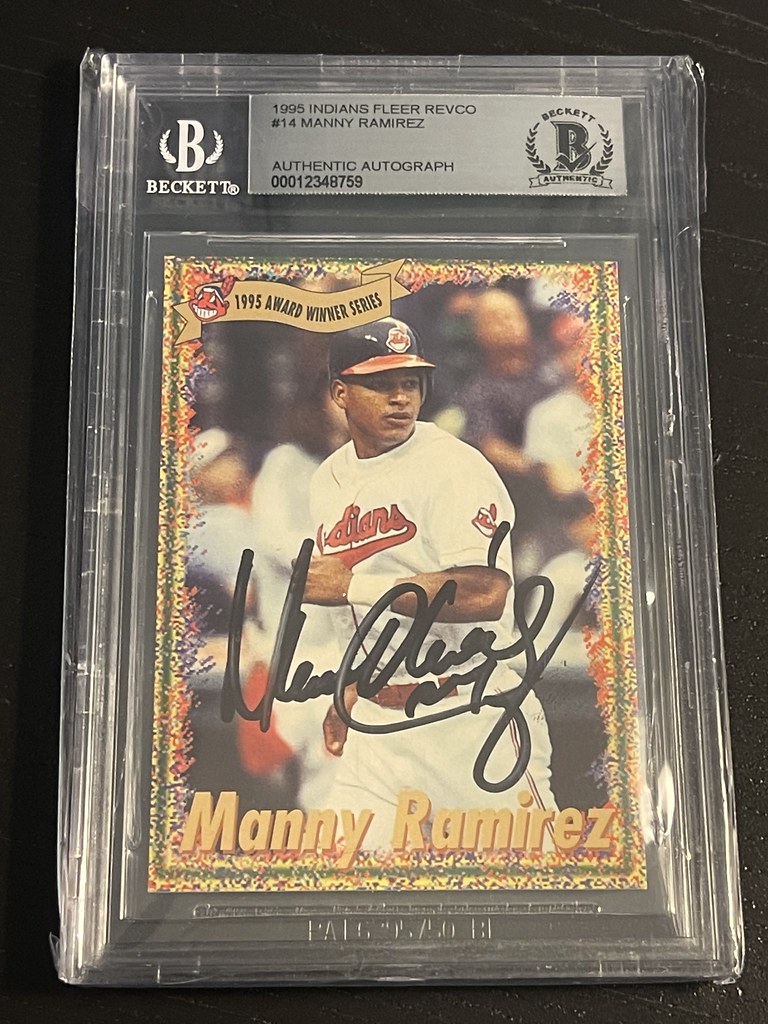 1995 INDIANS FLEER REVCO
#14 MANNY RAMIREZ
AUTHENTIC AUTOGRAPH
00012348759
B
BECKETT®
BECKETT
B
AUTHENTIC
1995 AWARD WINNER SERIES
dians
Manny Ramirez